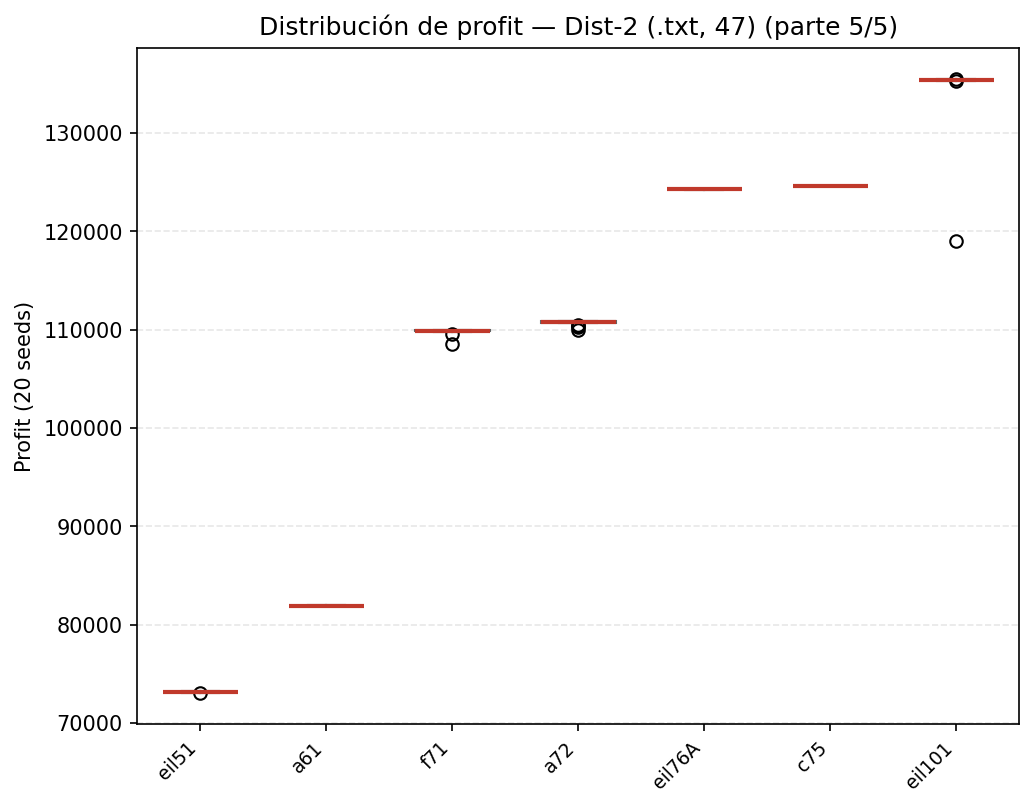 Distribución de profit — Dist-2 (.txt, 47) (parte 5/5)
Profit (20 seeds)
130000
120000
110000
100000
90000
80000
70000
eil51
a61
f71
a72
eil76A
c75
eil101